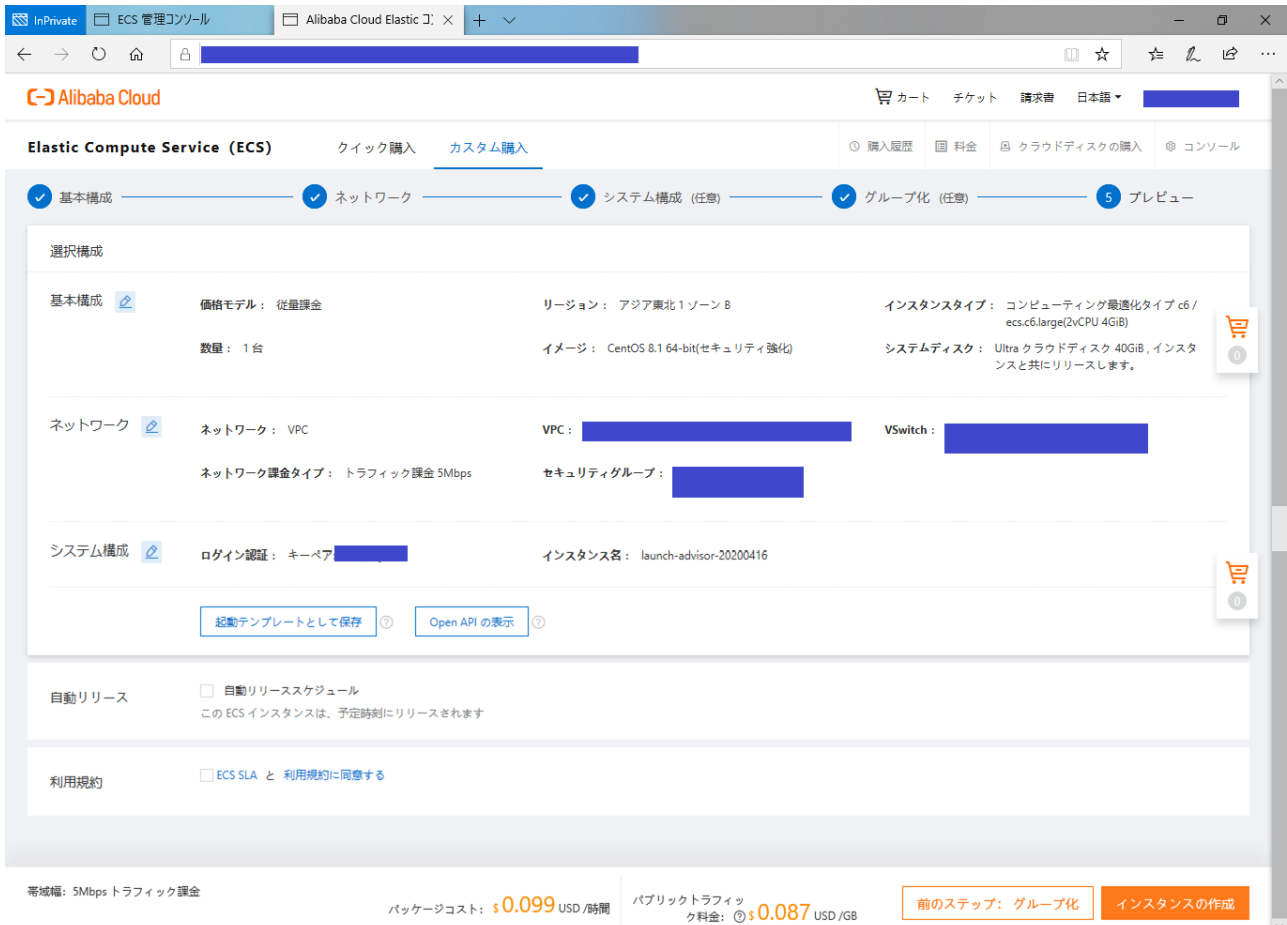 InPrivate
ECS 管理コンソール
Alibaba Cloud Elastic コン
Alibaba Cloud
カート
チケット
請求書
日本語
Elastic Compute Service (ECS)
クイック購入
カスタム購入
購入履歴
料金
クラウドディスクの購入
コンソール
基本構成
ネットワーク
システム構成 (任意)
グループ化 (任意)
5 プレビュー
選択構成
基本構成
価格モデル： 従量課金
リージョン： アジア東北 1 ゾーン B
インスタンスタイプ： コンピューティング最適化タイプ c6 /
ecs.c6.large(2vCPU 4GiB)
数量： 1 台
イメージ： CentOS 8.1 64-bit(セキュリティ強化)
システムディスク： Ultra クラウドディスク 40GiB , インスタ
ンスと共にリリースします。
0
ネットワーク
ネットワーク： VPC
VPC：
VSwitch：
ネットワーク課金タイプ： トラフィック課金 5Mbps
セキュリティグループ：
システム構成
ログイン認証： キーペア:
インスタンス名： launch-advisor-20200416
0
起動テンプレートとして保存
Open API の表示
自動リリース
自動リリーススケジュール
この ECS インスタンスは、予定時刻にリリースされます
利用規約
ECS SLA と 利用規約に同意する
帯域幅: 5Mbps トラフィック課金
パッケージコスト: $ 0.099 USD /時間
パブリックトラフィッ
ク料金: $ 0.087 USD /GB
前のステップ: グループ化
インスタンスの作成